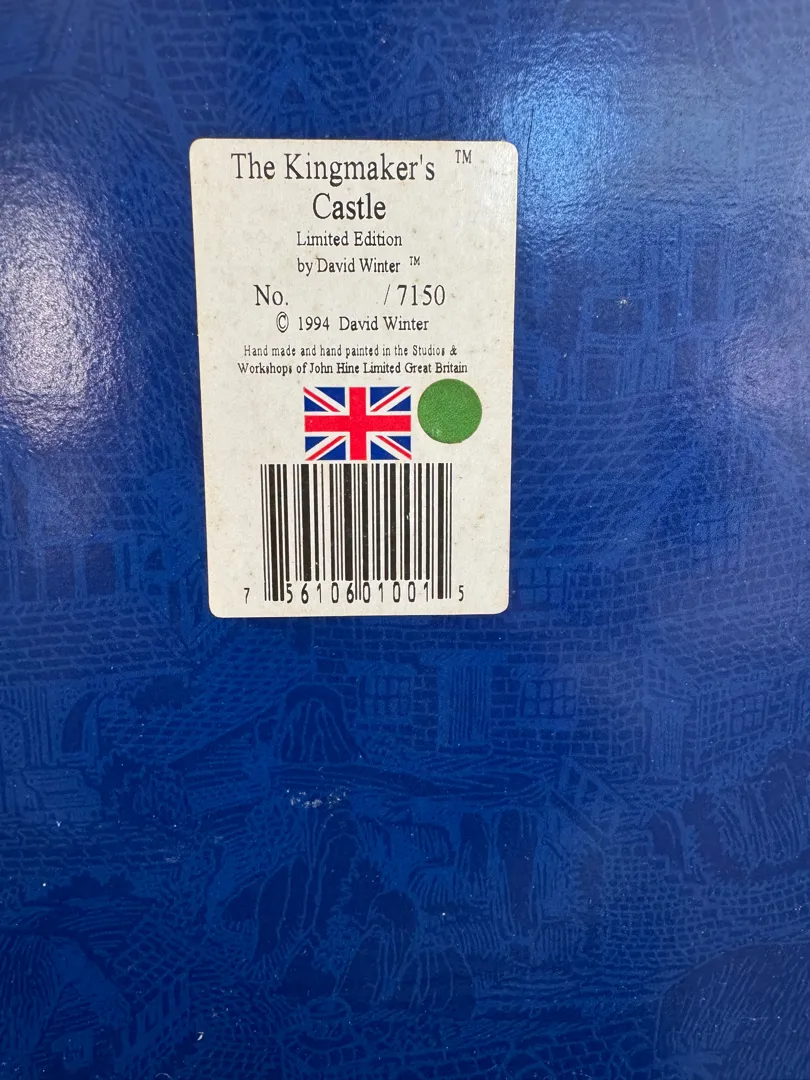 The Kingmaker's ™
Castle
Limited Edition
by David Winter ™
No. / 7150
© 1994 David Winter
Hand made and hand painted in the Studios &
Workshops of John Hine Limited Great Britain
7 56106 01001 5